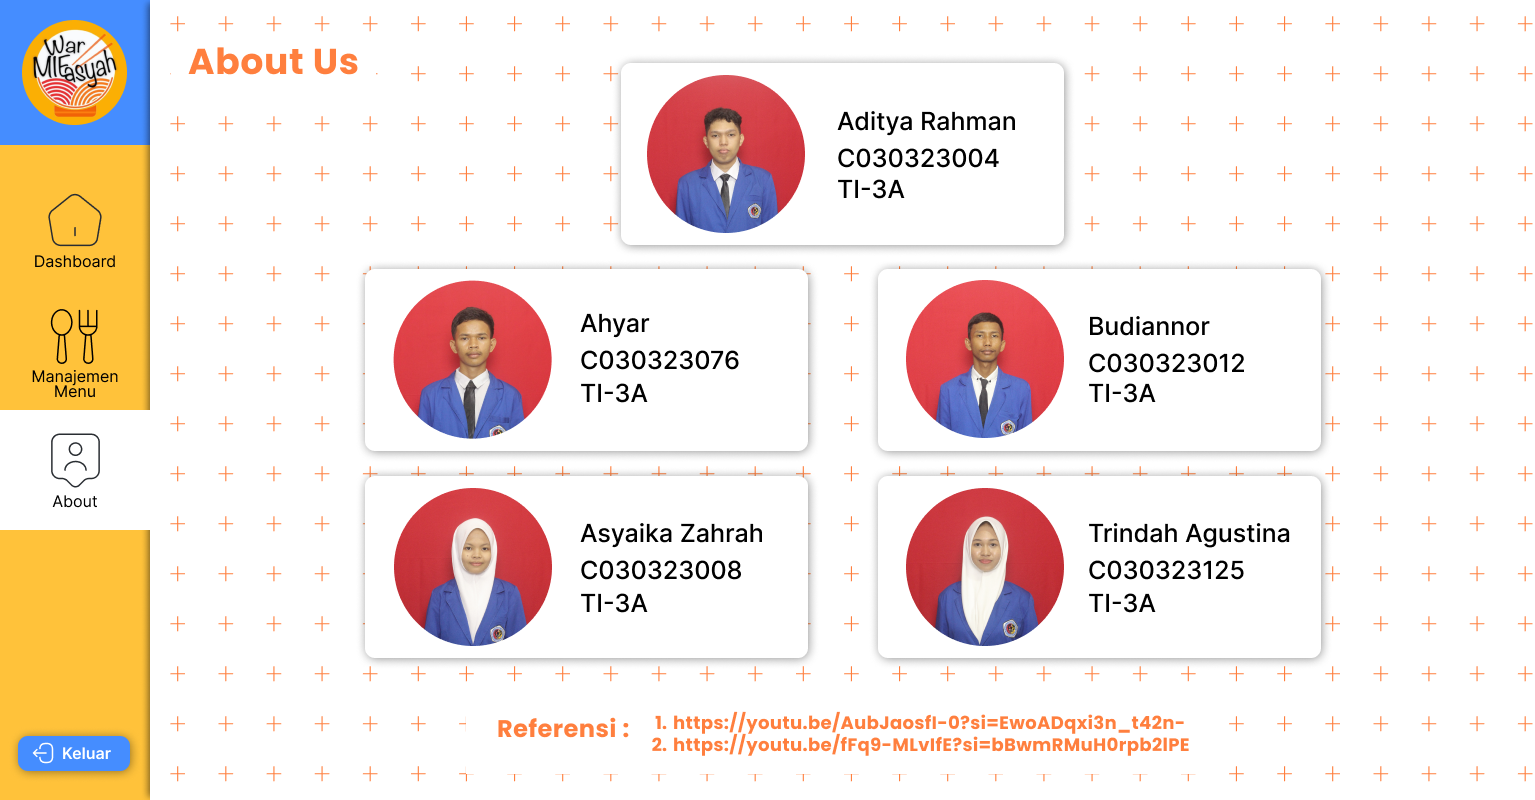 War
MIEasyah
About Us
Dashboard
Manajemen
Menu
About
Keluar
Aditya Rahman
C030323004
TI-3A
Ahyar
C030323076
TI-3A
Budiannor
C030323012
TI-3A
Asyaika Zahrah
C030323008
TI-3A
Trindah Agustina
C030323125
TI-3A
Referensi :
1. https://youtu.be/AubJaosfI-0?si=EwoADqxi3n_t42n-
2. https://youtu.be/fFq9-MLvIfE?si=bBwmRMuH0rpb2lPE